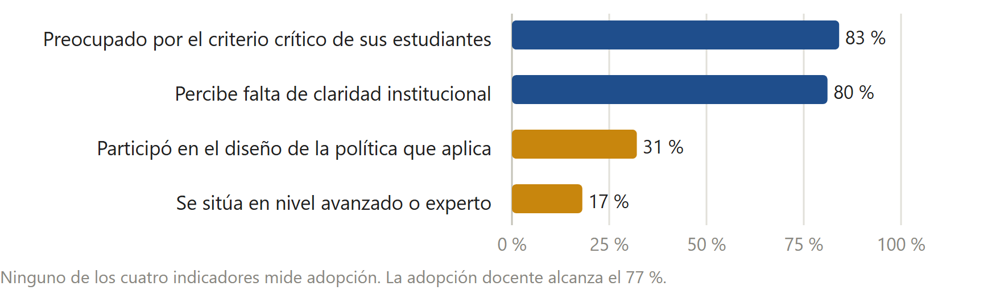 Preocupado por el criterio crítico de sus estudiantes 83 %
Percibe falta de claridad institucional 80 %
Participó en el diseño de la política que aplica 31 %
Se sitúa en nivel avanzado o experto 17 %
0 % 25 % 50 % 75 % 100 %
Ninguno de los cuatro indicadores mide adopción. La adopción docente alcanza el 77 %.